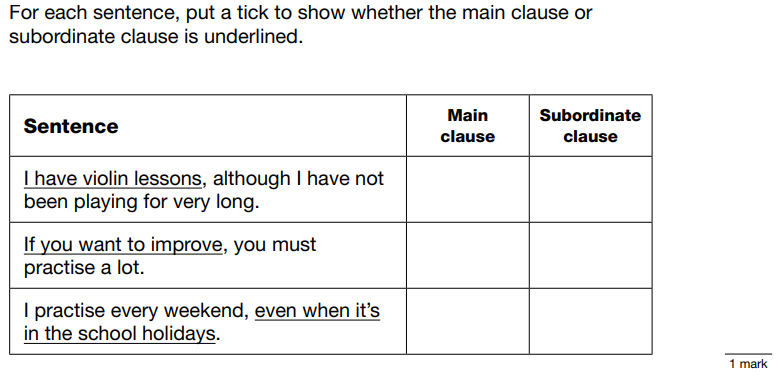 For each sentence, put a tick to show whether the main clause or
subordinate clause is underlined.
Sentence
Main
clause
Subordinate
clause
I have violin lessons, although I have not
been playing for very long.
If you want to improve, you must
practise a lot.
I practise every weekend, even when it’s
in the school holidays.
1 mark